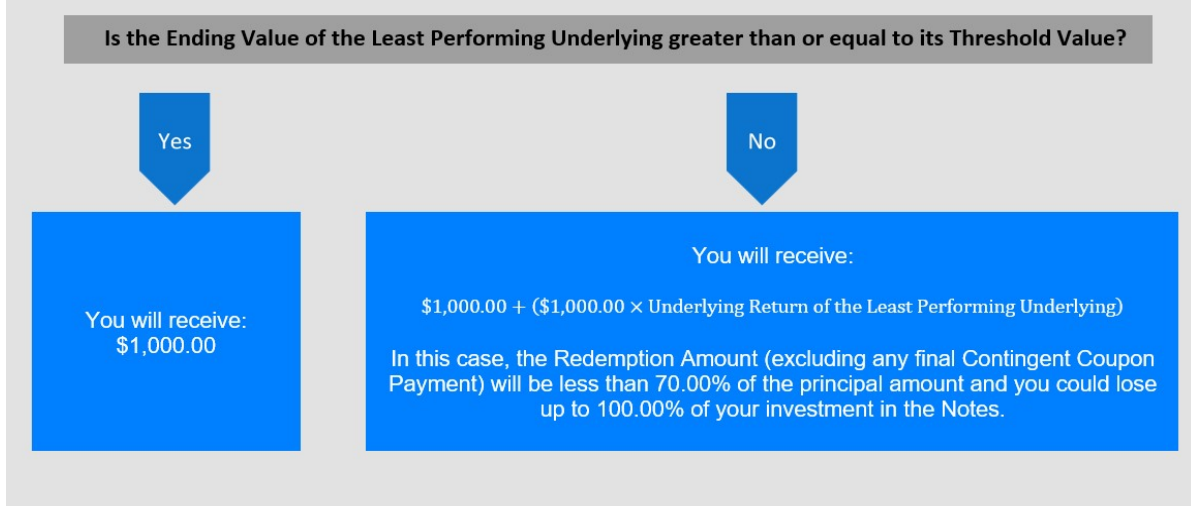 Is the Ending Value of the Least Performing Underlying greater than or equal to its Threshold Value?
Yes
No
You will receive:
$1,000.00
You will receive:
$1,000.00 + ($1,000.00 × Underlying Return of the Least Performing Underlying)
In this case, the Redemption Amount (excluding any final Contingent Coupon
Payment) will be less than 70.00% of the principal amount and you could lose
up to 100.00% of your investment in the Notes.